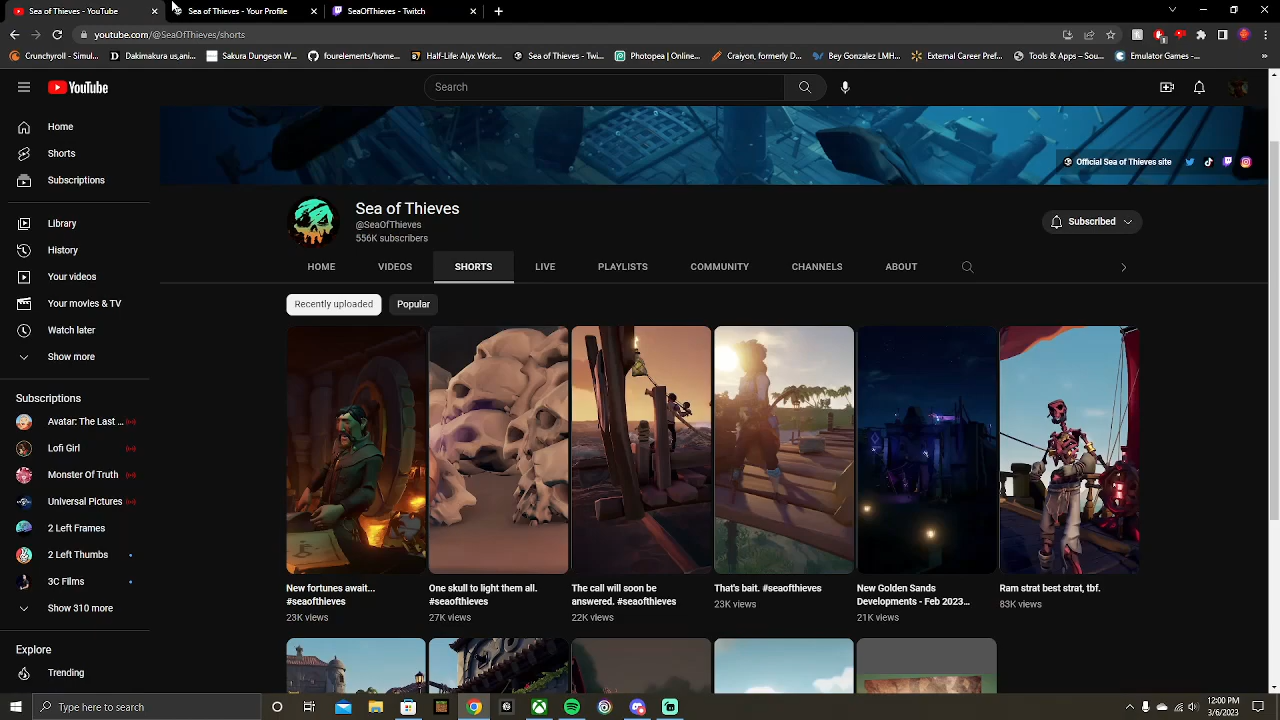 Sea of Thieves - YouTube
Sea of Thieves - Your Profile
SeaOfThieves - Twitch
youtube.com/@SeaOfThieves/shorts
Crunchyroll - Simul...
Dakimakura us,ani...
Sakura Dungeon W...
foulements/home...
Half-Life Alyx Work...
Sea of Thieves - Twi...
Photopea | Online...
Crayon, formerly D...
Bey Gonzalez LMH...
External Career Pref...
Tools & Apps – Sou...
Emulator Games -...
YouTube
Search
Home
Shorts
Subscriptions
Library
History
Your videos
Your movies & TV
Watch later
Show more
Subscriptions
Avatar: The Last ...
Lofi Girl
Monster Of Truth
Universal Pictures
2 Left Frames
2 Left Thumbs
3C Films
Show 310 more
Explore
Trending
Official Sea of Thieves site
Sea of Thieves
@SeaOfThieves
556K subscribers
Subscribed
HOME
VIDEOS
SHORTS
LIVE
PLAYLISTS
COMMUNITY
CHANNELS
ABOUT
Recently uploaded
Popular
New fortunes await...
#seaofthieves
23K views
One skull to light them all.
#seaofthieves
27K views
The call will soon be
answered. #seaofthieves
22K views
That's bait. #seaofthieves
23K views
New Golden Sands
Developments - Feb 2023...
21K views
Ram strat best strat, tbf.
83K views
Type here to search
12:00 PM
3/6/2023